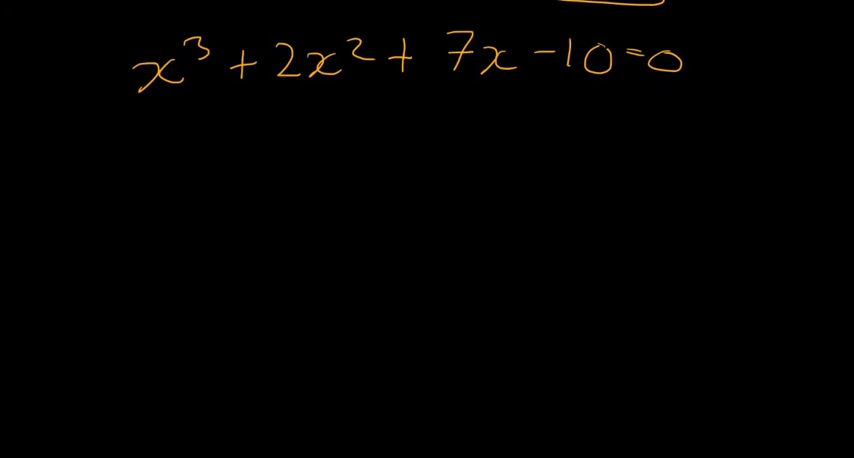 x³ + 2x² + 7x - 10 = 0